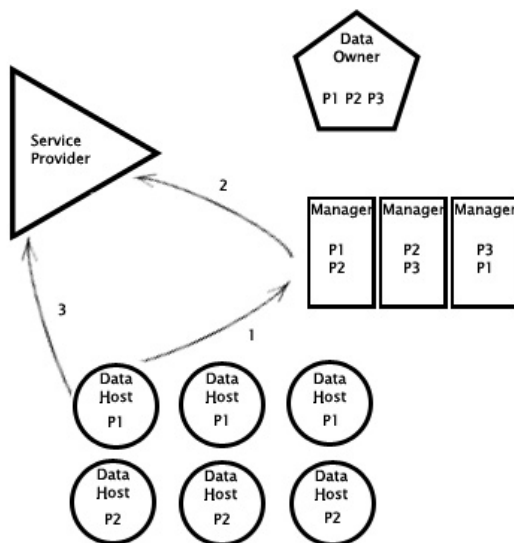 Data
Owner
P1 P2 P3
Service
Provider
2
Manager
P1
P2
Manager
P2
P3
Manager
P3
P1
3
1
Data
Host
P1
Data
Host
P1
Data
Host
P1
Data
Host
P2
Data
Host
P2
Data
Host
P2